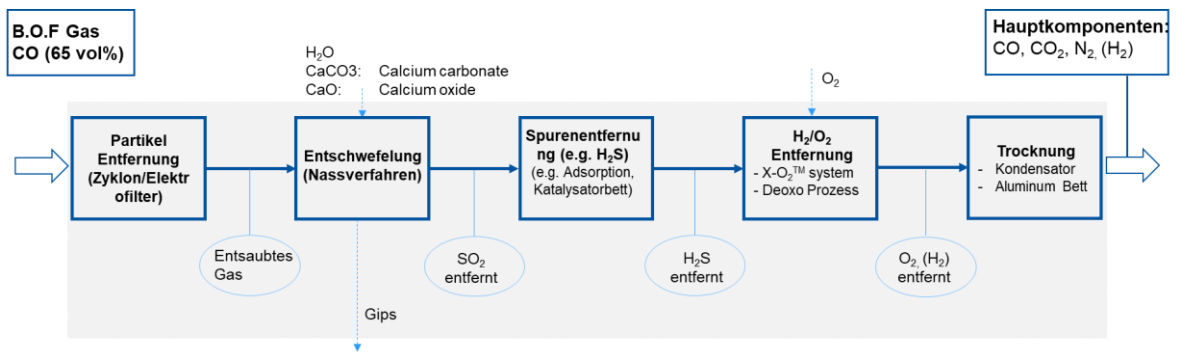 B.O.F Gas
CO (65 vol%)
Hauptkomponenten:
CO, CO₂, N₂, (H₂)
H₂O
CaCO3: Calcium carbonate
CaO: Calcium oxide
O₂
Partikel
Entfernung
(Zyklon/Elektr
ofilter)
Entschwefelung
(Nassverfahren)
Spurenentfernu
ng (e.g. H₂S)
(e.g. Adsorption,
Katalysatorbett)
H₂/O₂
Entfernung
- X-O₂™ system
- Deoxo Prozess
Trocknung
- Kondensator
- Aluminum Bett
Entsaubtes
Gas
SO₂
entfernt
H₂S
entfernt
O₂, (H₂)
entfernt
Gips